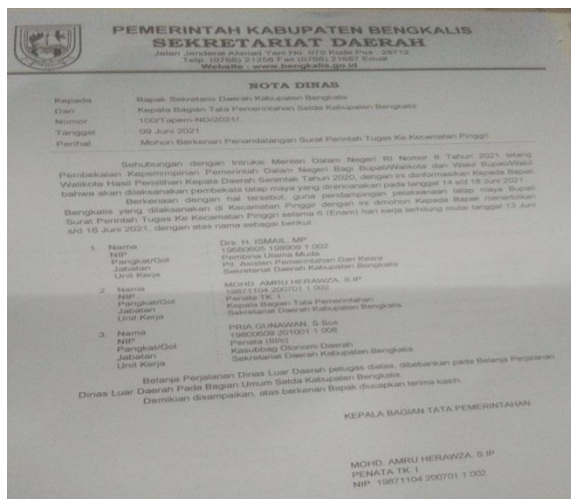 PEMERINTAH KABUPATEN BENGKALIS
SEKRETARIAT DAERAH
Jalan Jenderal Ahmad Yani No. 070 Kode Pos : 28712
Telp. (0766) 21256 Fax (0766) 21987 Email
Website : www.bengkalis.go.id
NOTA DINAS
Kepada : Bapak Sekretaris Daerah Kabupaten Bengkalis
Dari : Kepala Bagian Tata Pemerintahan Setda Kabupaten Bengkalis
Nomor : 100/Tapem-ND/2021/
Tanggal : 09 Juni 2021
Perihal : Mohon Berkenan Penandatangan Surat Perintah Tugas Ke Kecamatan Pinggir
Sehubungan dengan Intruksi Menteri Dalam Negeri RI Nomor 8 Tahun 2021 tetang
Pembekalan Kepemimpinan Pemerintah Dalam Negeri Bagi Bupati/Walikota dan Wakil Bupati/Wakil
Walikota Hasil Pemilihan Kepala Daerah Serentak Tahun 2020, dengan ini diinformasikan Kepada Bapak
bahwa akan dilaksanakan pembekala tatap maya yang direncanakan pada tanggal 14 s/d 18 Juni 2021.
Berkenaan dengan hal tersebut, guna pendampingan pelaksanaan tatap maya Bupati
Bengkalis yang dilaksanakan di Kecamatan Pinggir dengan ini dimohon Kepada Bapak menerbitkan
Surat Perintah Tugas Ke Kecamatan Pinggiri selama 6 (Enam) hari kerja terhitung mulai tanggal 13 Juni
s/d 18 Juni 2021, dengan atas nama sebagai berikut :
1. Nama Drs. H. ISMAIL, MP
NIP 19680605 198909 1 002
Pangkat/Gol Pembina Utama Muda
Jabatan Plt. Asisten Pemerintahan Dan Kesra
Unit Kerja Sekretariat Daerah Kabupaten Bengkalis
2. Nama MOHD. AMRU HERAWZA, S.IP
NIP 19871104 200701 1 002
Pangkat/Gol Penata TK. I
Jabatan Kepala Bagian Tata Pemerintahan
Unit Kerja Sekretariat Daerah Kabupaten Bengkalis
3. Nama PRIA GUNAWAN, S.Sos
NIP 19800609 201001 1 008
Pangkat/Gol Penata (III/c)
Jabatan Kasubbag Otonomi Daerah
Unit Kerja Sekretariat Daerah Kabupaten Bengkalis
Belanja Perjalanan Dinas Luar Daerah petugas diatas, dibebankan pada Belanja Perjalanan
Dinas Luar Daerah Pada Bagian Umum Setda Kabupaten Bengkalis.
Demikian disampaikan, atas berkenan Bapak diucapkan terima kasih.
KEPALA BAGIAN TATA PEMERINTAHAN
MOHD. AMRU HERAWZA, S.IP
PENATA TK. I
NIP. 19871104 200701 1 002